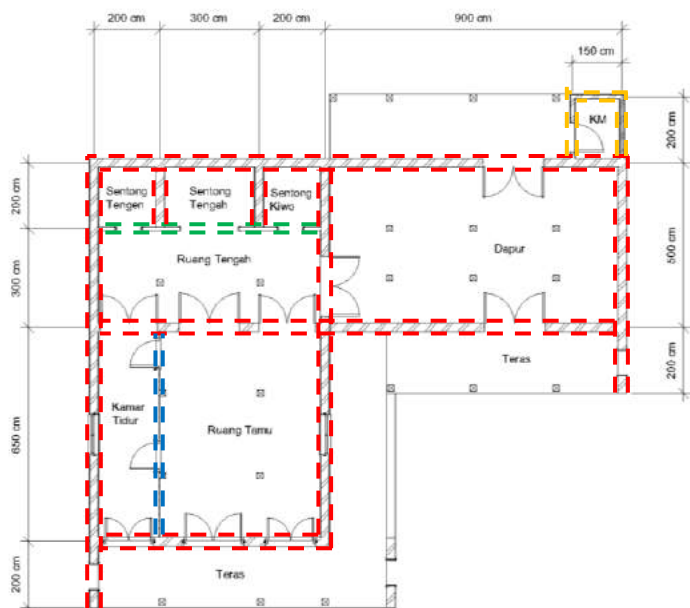 200 cm
300 cm
200 cm
900 cm
150 cm
KM
200 cm
Sentong
Tengen
Sentong
Tengah
Sentong
Kiwo
200 cm
Dapur
500 cm
Ruang Tengah
300 cm
Teras
200 cm
Kamar
Tidur
Ruang Tamu
650 cm
Teras
200 cm